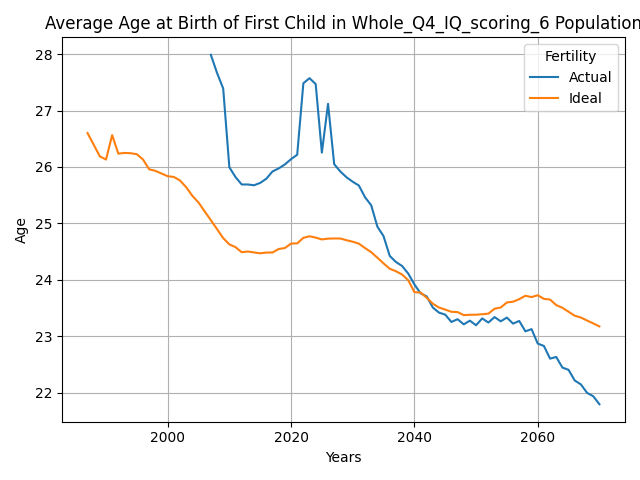 Average Age at Birth of First Child in Whole_Q4_IQ_scoring_6 Population
Fertility
Actual
Ideal
28
27
26
25
24
23
22
Age
2000
2020
2040
2060
Years